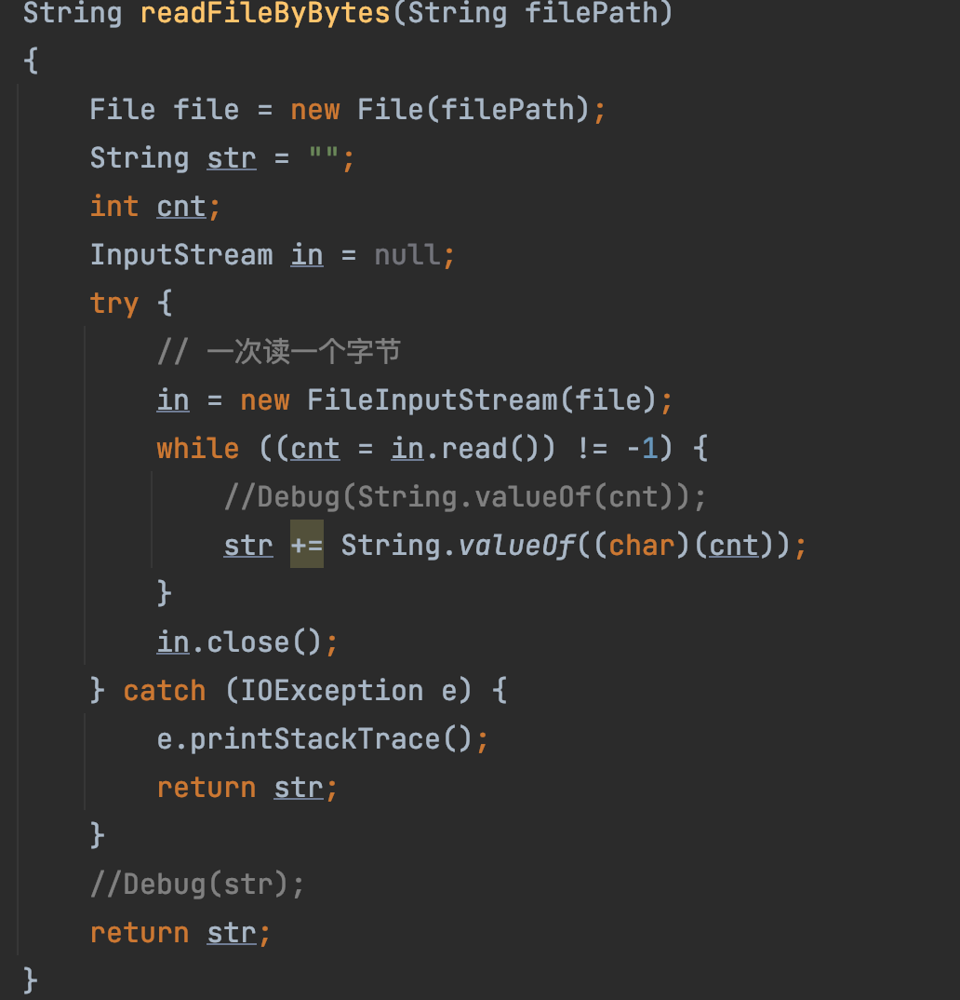 String readFileByBytes(String filePath)
{
    File file = new File(filePath);
    String str = "";
    int cnt;
    InputStream in = null;
    try {
        // 一次读一个字节
        in = new FileInputStream(file);
        while ((cnt = in.read()) != -1) {
            //Debug(String.valueOf(cnt));
            str += String.valueOf((char)(cnt));
        }
        in.close();
    } catch (IOException e) {
        e.printStackTrace();
        return str;
    }
    //Debug(str);
    return str;
}